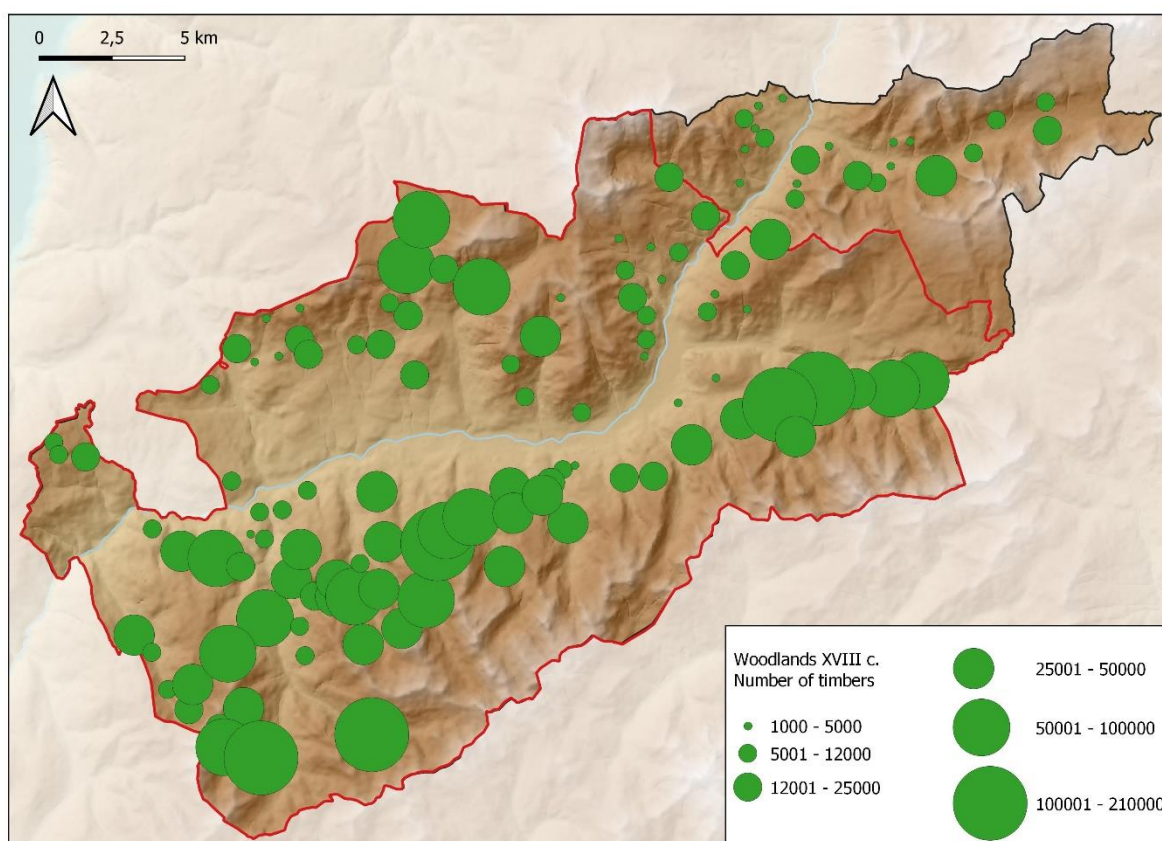 0 2,5 5 km
Woodlands XVIII c.
Number of timbers
1000 - 5000
5001 - 12000
12001 - 25000
25001 - 50000
50001 - 100000
100001 - 210000